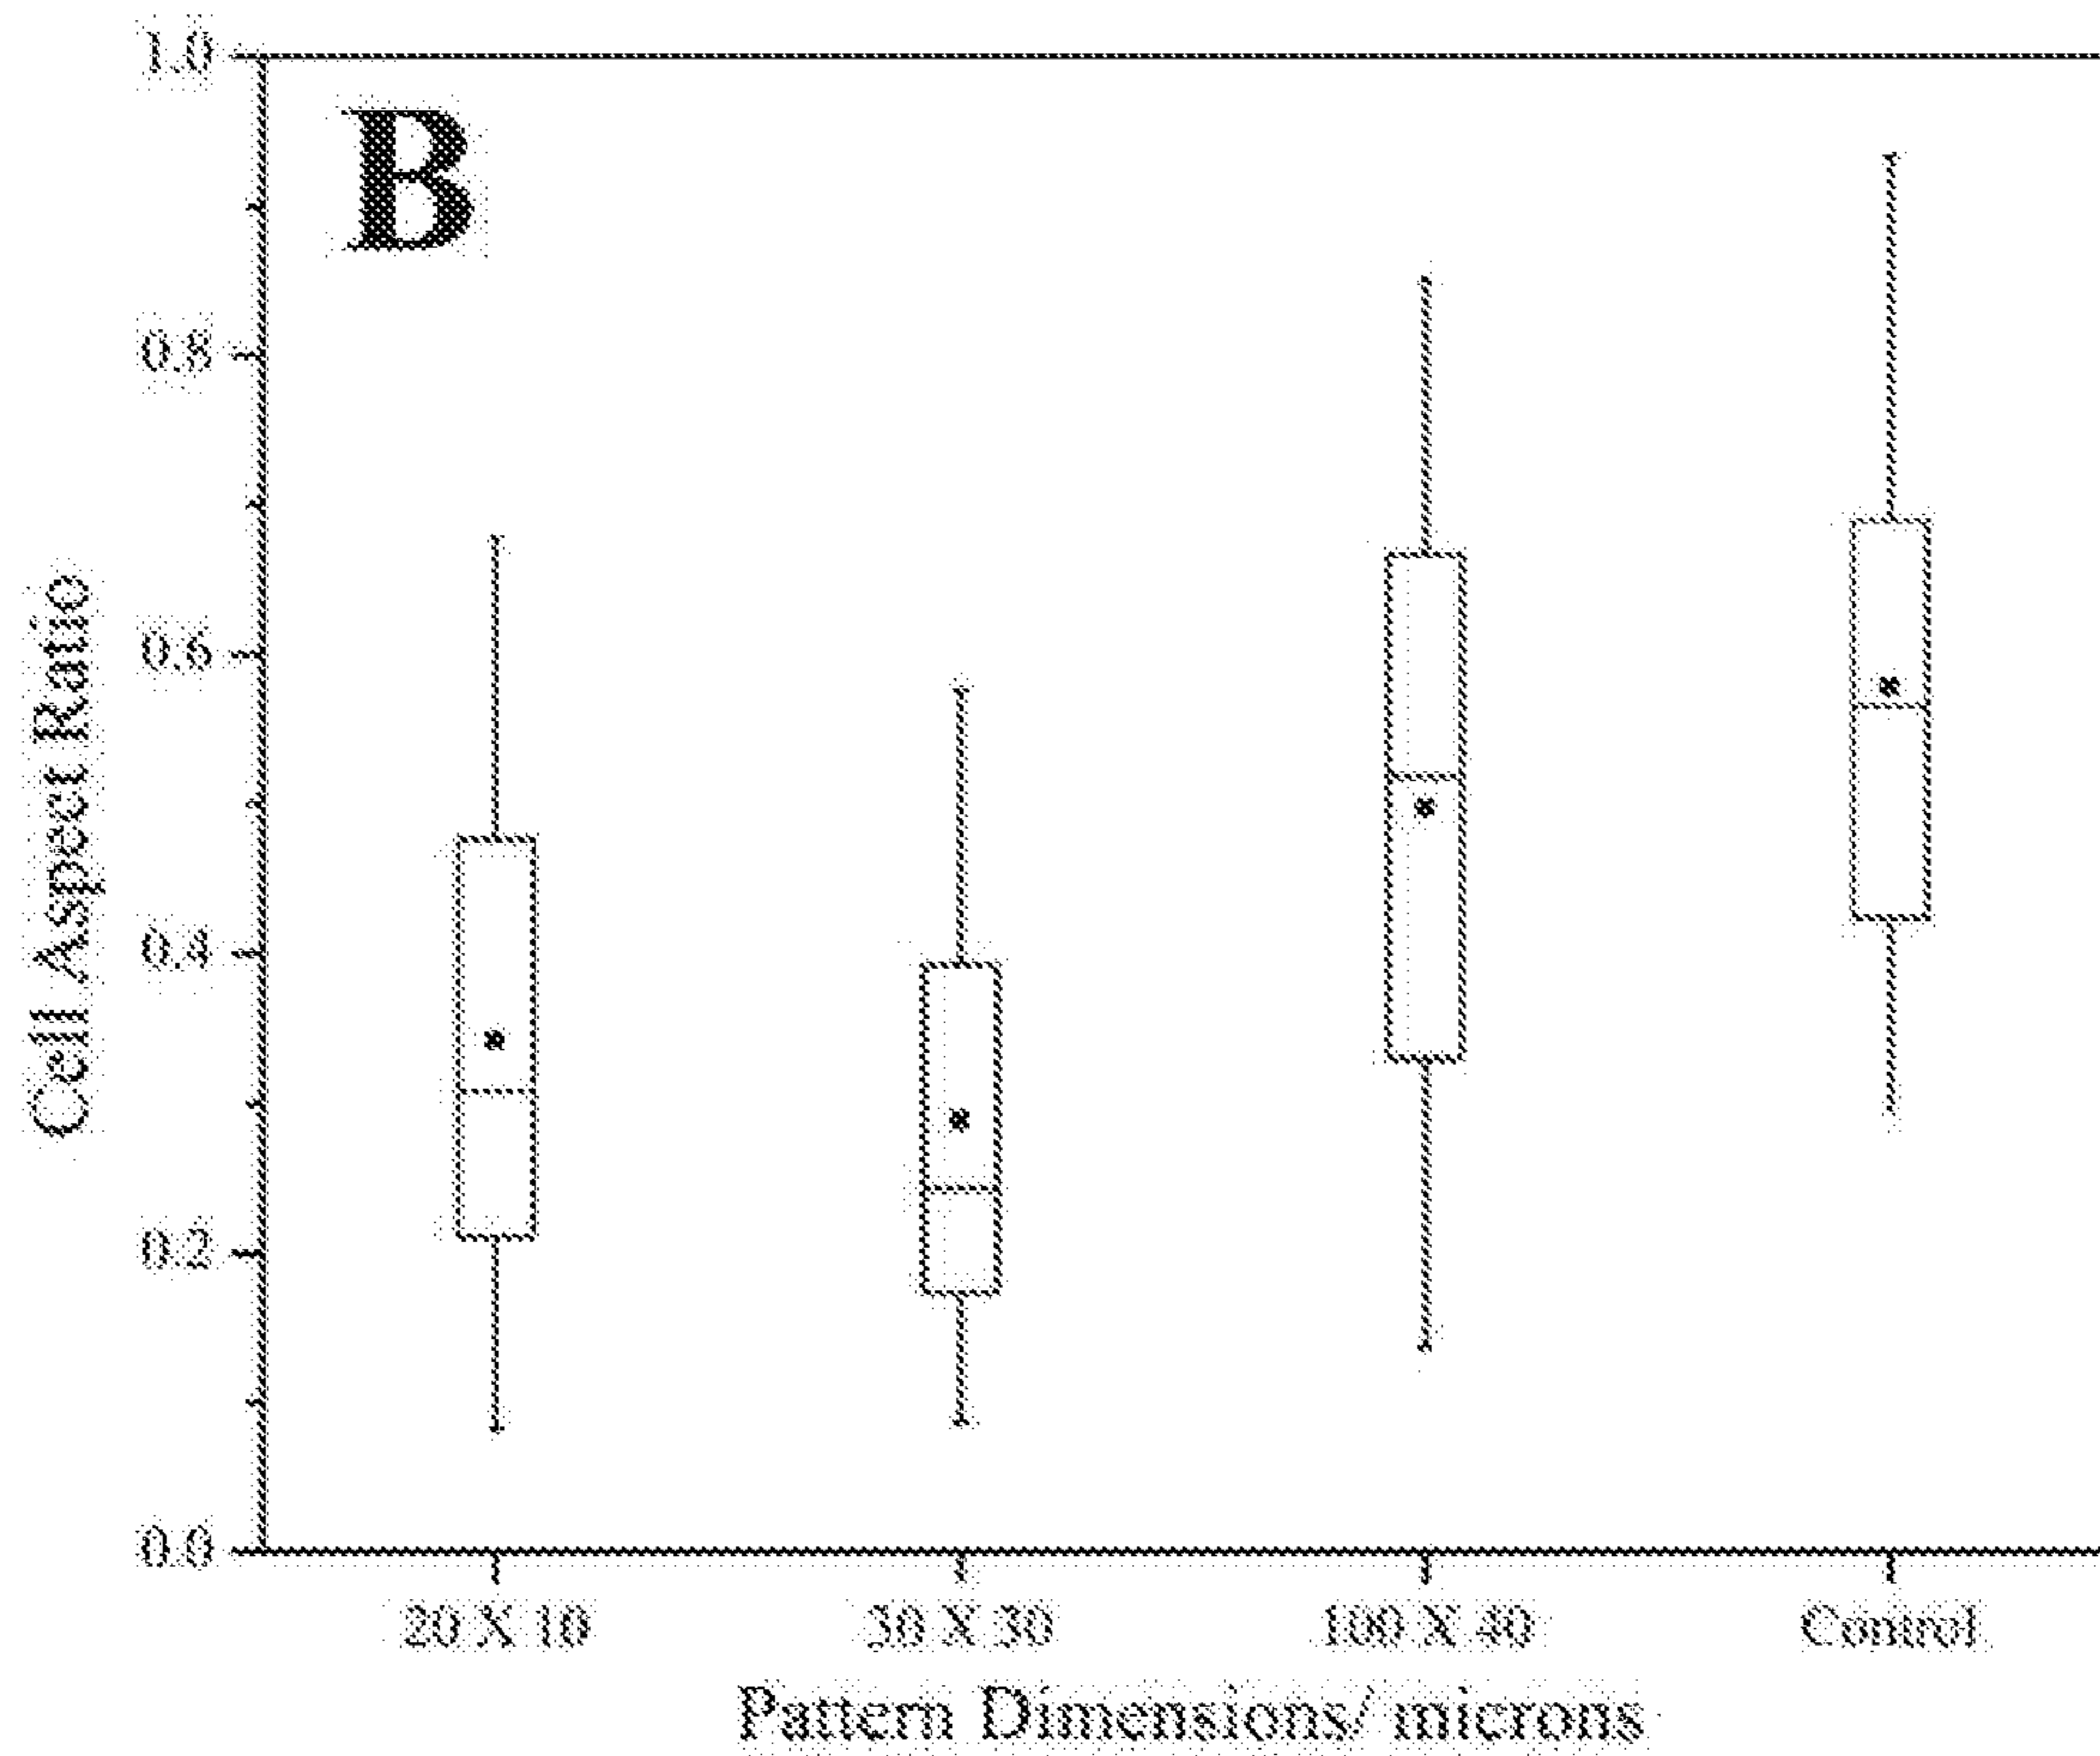 B
Cell Aspect Ratio
1.0
0.8
0.6
0.4
0.2
0.0
20 X 10
30 X 30
100 X 40
Control
Pattern Dimensions/ microns